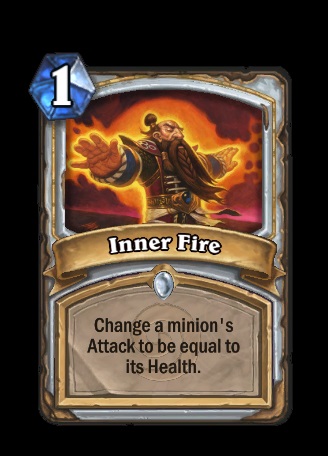 1
Inner Fire
Change a minion's
Attack to be equal to
its Health.